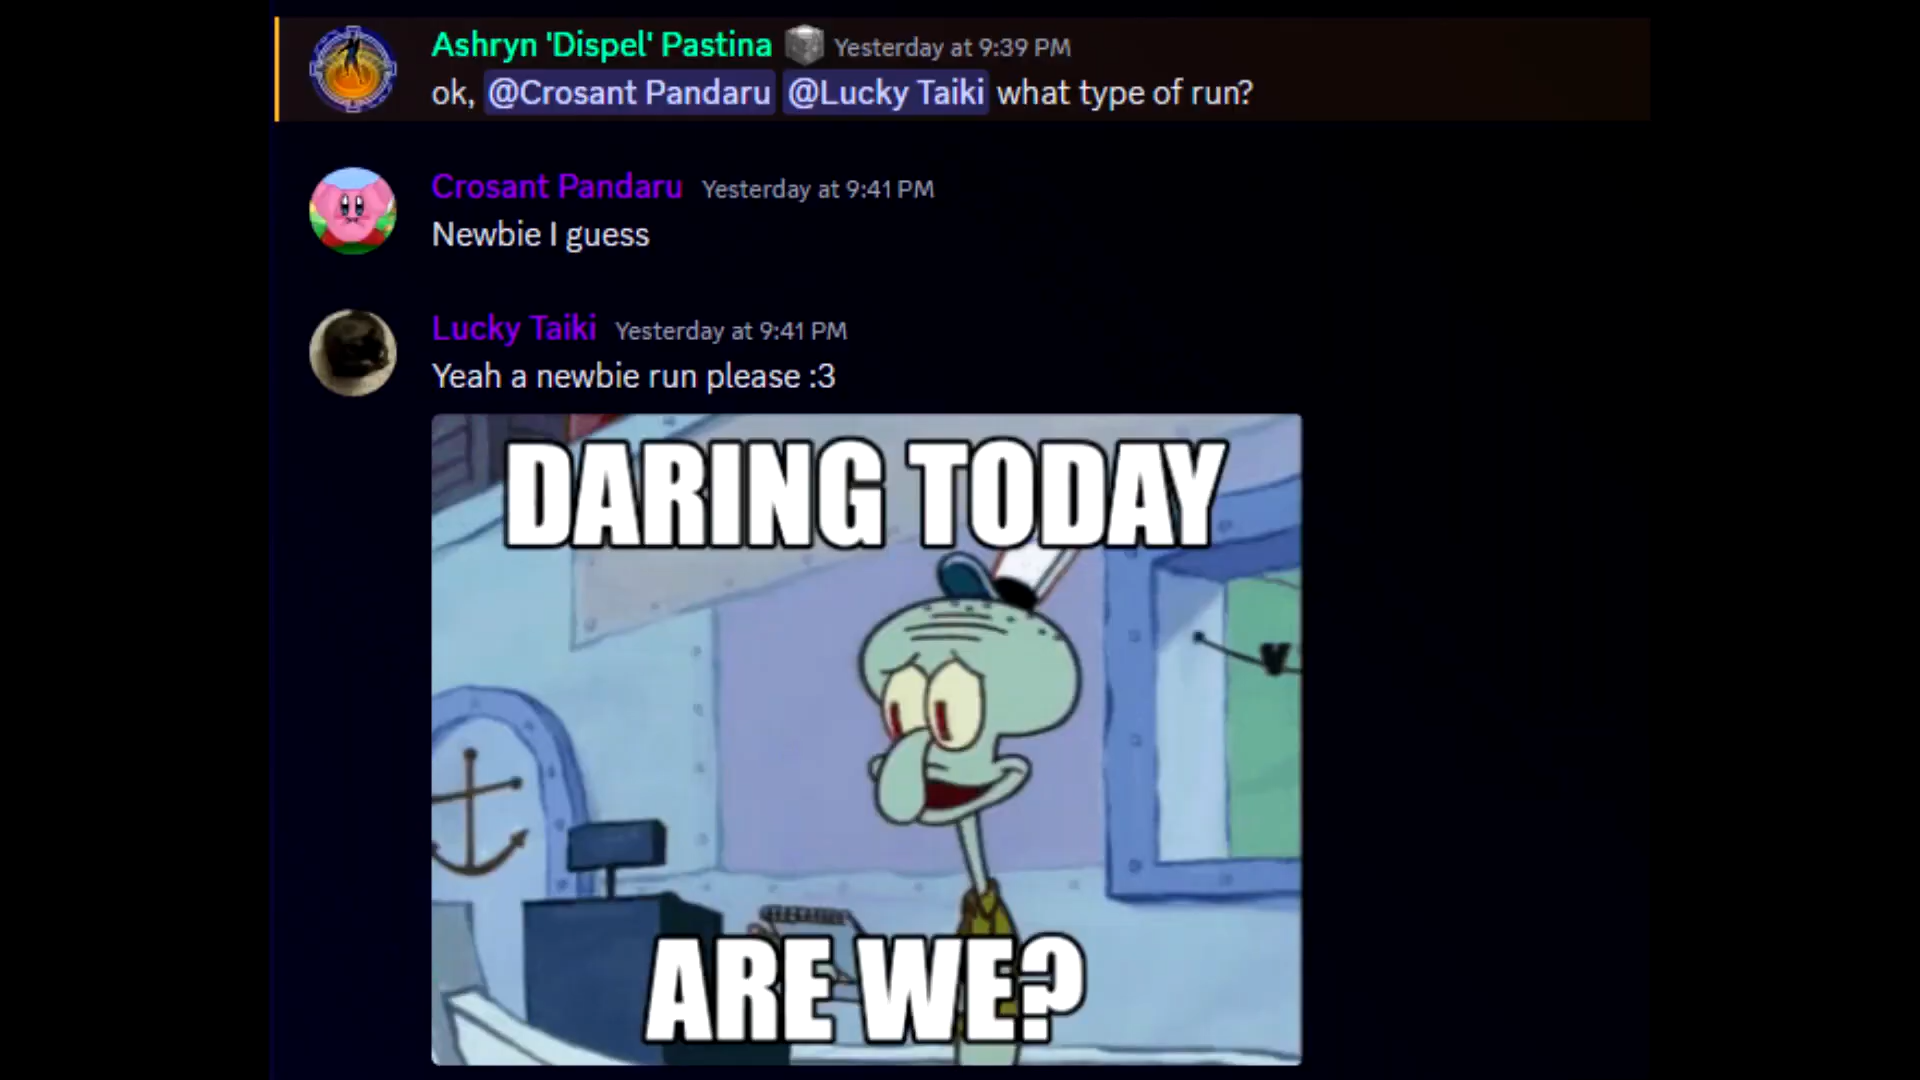 Ashryn 'Dispel' Pastina Yesterday at 9:39 PM
ok, @Crosant Pandaru @Lucky Taiki what type of run?
Crosant Pandaru Yesterday at 9:41 PM
Newbie I guess
Lucky Taiki Yesterday at 9:41 PM
Yeah a newbie run please :3
DARING TODAY
V
ARE WE?